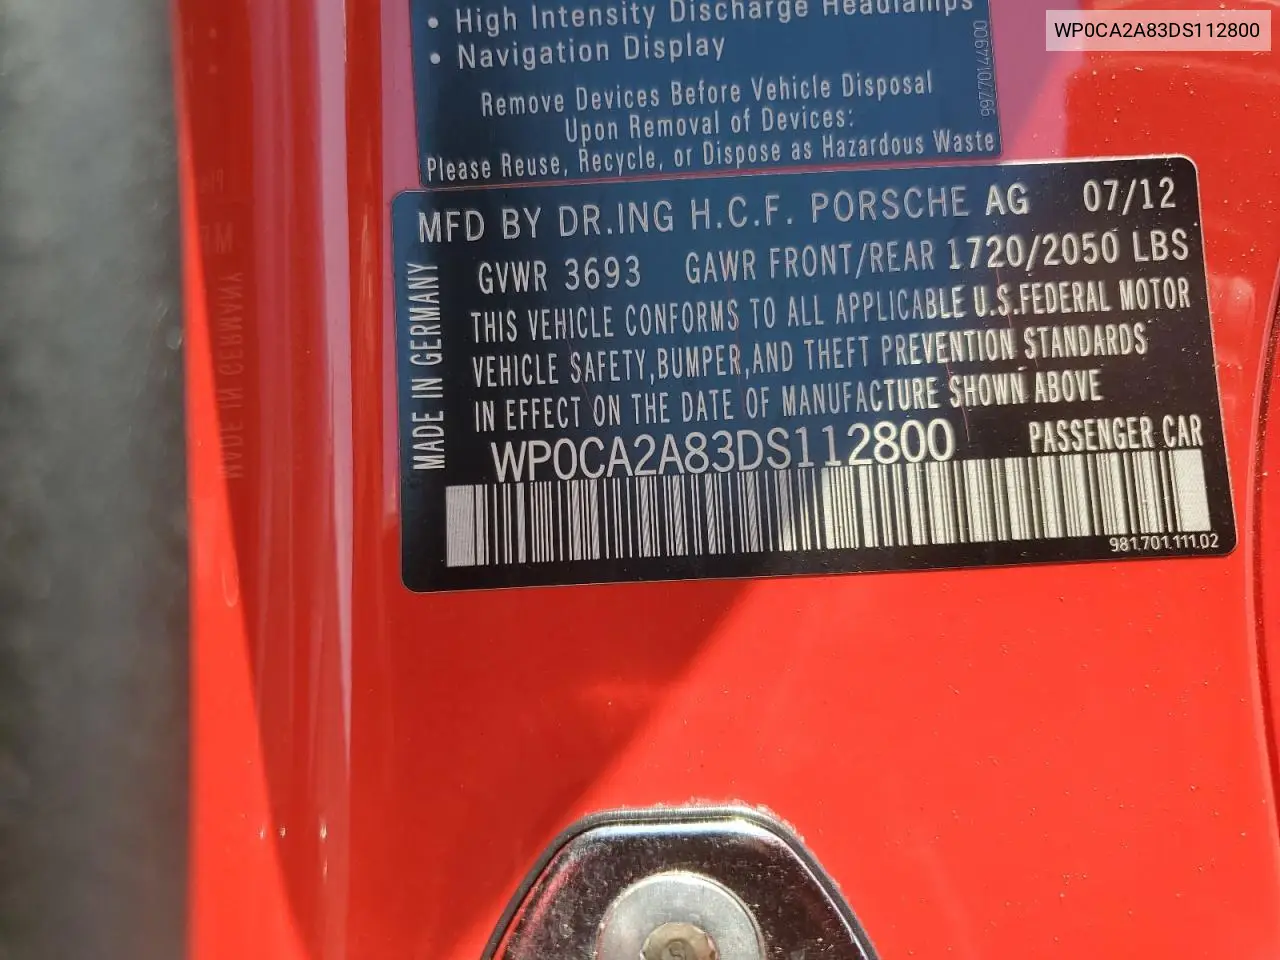 WP0CA2A83DS112800
• High Intensity Discharge Headlamps
• Navigation Display
Remove Devices Before Vehicle Disposal
Upon Removal of Devices:
Please Reuse, Recycle, or Dispose as Hazardous Waste
99770144900
MFD BY DR.ING H.C.F. PORSCHE AG 07/12
GVWR 3693 GAWR FRONT/REAR 1720/2050 LBS
THIS VEHICLE CONFORMS TO ALL APPLICABLE U.S.FEDERAL MOTOR
VEHICLE SAFETY,BUMPER,AND THEFT PREVENTION STANDARDS
IN EFFECT ON THE DATE OF MANUFACTURE SHOWN ABOVE
MADE IN GERMANY
WP0CA2A83DS112800 PASSENGER CAR
981.701.111.02